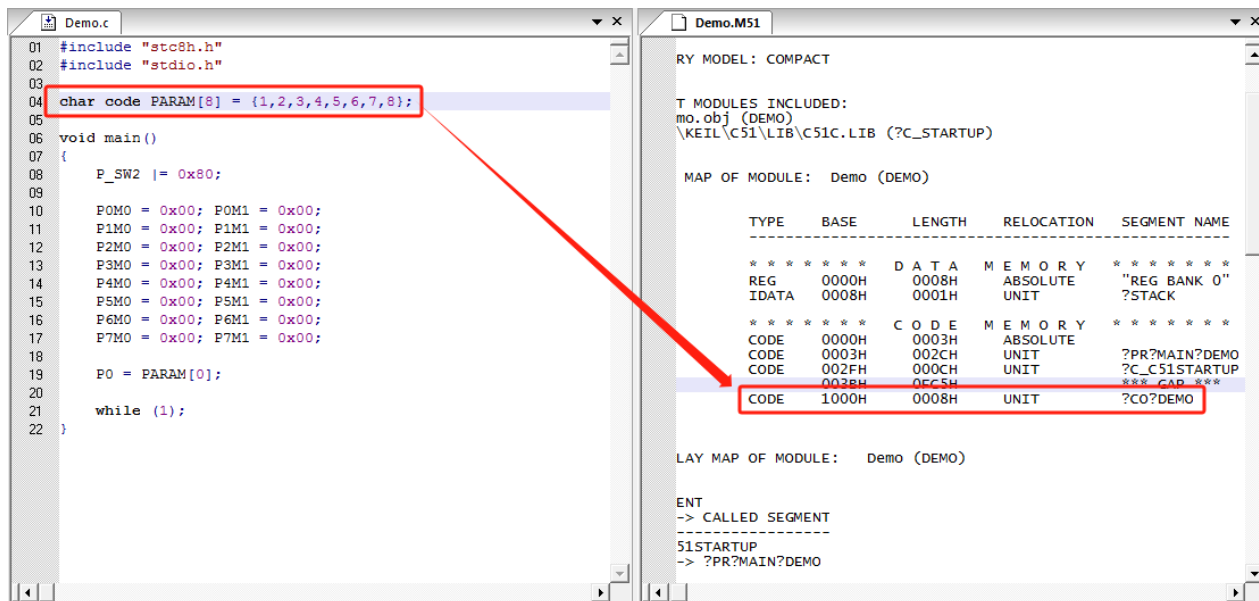 Demo.c
01 #include "stc8h.h"
02 #include "stdio.h"
03
04 char code PARAM[8] = {1,2,3,4,5,6,7,8};
05
06 void main()
07 {
08 P_SW2 |= 0x80;
09
10 P0M0 = 0x00; P0M1 = 0x00;
11 P1M0 = 0x00; P1M1 = 0x00;
12 P2M0 = 0x00; P2M1 = 0x00;
13 P3M0 = 0x00; P3M1 = 0x00;
14 P4M0 = 0x00; P4M1 = 0x00;
15 P5M0 = 0x00; P5M1 = 0x00;
16 P6M0 = 0x00; P6M1 = 0x00;
17 P7M0 = 0x00; P7M1 = 0x00;
18
19 P0 = PARAM[0];
20
21 while (1);
22 }
Demo.M51
RY MODEL: COMPACT
T MODULES INCLUDED:
mo.obj (DEMO)
\KEIL\C51\LIB\C51C.LIB (?C_STARTUP)
MAP OF MODULE: Demo (DEMO)
TYPE BASE LENGTH RELOCATION SEGMENT NAME
-----------------------------------------------------
* * * * * * * D A T A M E M O R Y * * * * * * *
REG 0000H 0008H ABSOLUTE "REG BANK 0"
IDATA 0008H 0001H UNIT ?STACK
* * * * * * * C O D E M E M O R Y * * * * * * *
CODE 0000H 0003H ABSOLUTE
CODE 0003H 002CH UNIT ?PR?MAIN?DEMO
CODE 002FH 000CH UNIT ?C_C51STARTUP
003BH 0FC5H *** GAP ***
CODE 1000H 0008H UNIT ?CO?DEMO
LAY MAP OF MODULE: Demo (DEMO)
ENT
-> CALLED SEGMENT
-----------------
51STARTUP
-> ?PR?MAIN?DEMO